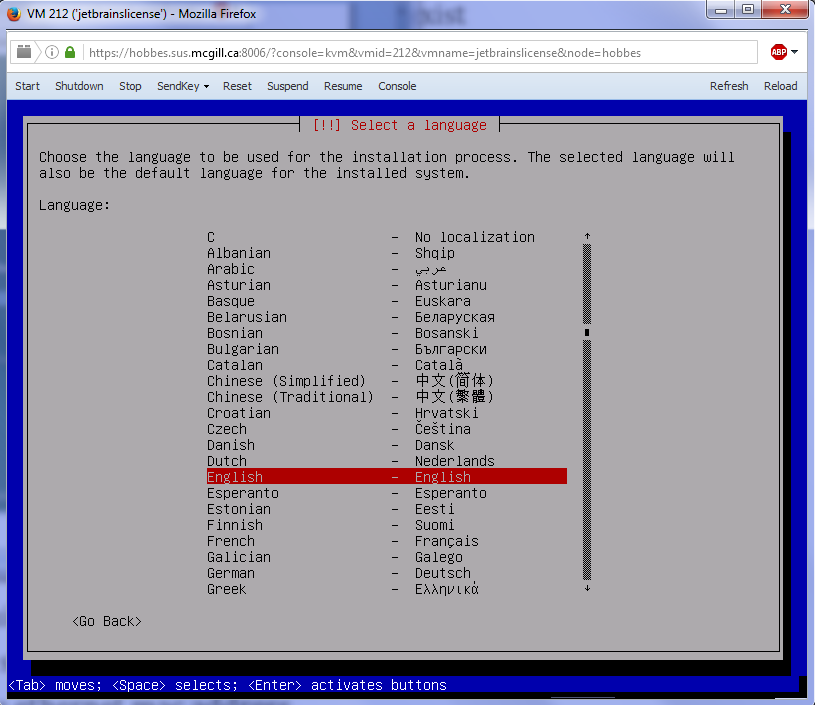 VM 212 ('jetbrainslicense') - Mozilla Firefox
https://hobbes.sus.mcgill.ca:8006/?console=kvm&vmid=212&vmname=jetbrainslicense&node=hobbes ABP
Start Shutdown Stop SendKey Reset Suspend Resume Console Refresh Reload
[!!] Select a language
Choose the language to be used for the installation process. The selected language will
also be the default language for the installed system.
Language:
C - No localization
Albanian - Shqip
Arabic - عربي
Asturian - Asturianu
Basque - Euskara
Belarusian - Беларуская
Bosnian - Bosanski
Bulgarian - Български
Catalan - Català
Chinese (Simplified) - 中文(简体)
Chinese (Traditional) - 中文(繁體)
Croatian - Hrvatski
Czech - Čeština
Danish - Dansk
Dutch - Nederlands
English - English
Esperanto - Esperanto
Estonian - Eesti
Finnish - Suomi
French - Français
Galician - Galego
German - Deutsch
Greek - Ελληνικά
<Go Back>
<Tab> moves; <Space> selects; <Enter> activates buttons